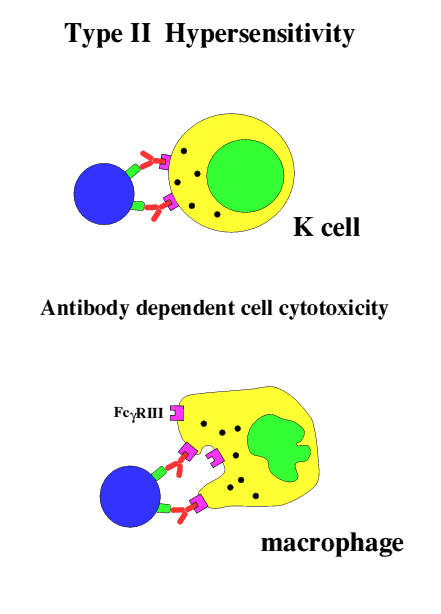 Type II Hypersensitivity
K cell
Antibody dependent cell cytotoxicity
FcγRIII
macrophage